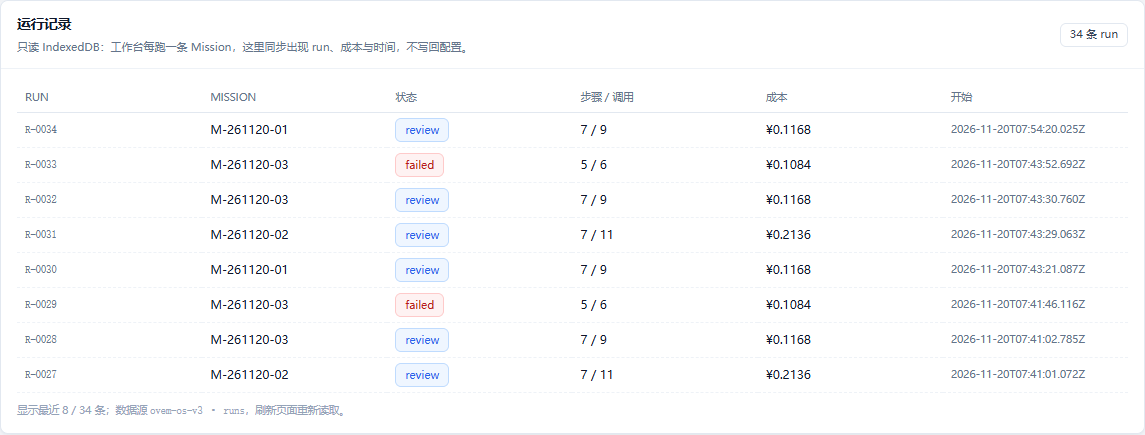 运行记录
只读 IndexedDB：工作台每跑一条 Mission，这里同步出现 run、成本与时间，不写回配置。
34 条 run
RUN MISSION 状态 步骤 / 调用 成本 开始
R-0034 M-261120-01 review 7 / 9 ¥0.1168 2026-11-20T07:54:20.025Z
R-0033 M-261120-03 failed 5 / 6 ¥0.1084 2026-11-20T07:43:52.692Z
R-0032 M-261120-03 review 7 / 9 ¥0.1168 2026-11-20T07:43:30.760Z
R-0031 M-261120-02 review 7 / 11 ¥0.2136 2026-11-20T07:43:29.063Z
R-0030 M-261120-01 review 7 / 9 ¥0.1168 2026-11-20T07:43:21.087Z
R-0029 M-261120-03 failed 5 / 6 ¥0.1084 2026-11-20T07:41:46.116Z
R-0028 M-261120-03 review 7 / 9 ¥0.1168 2026-11-20T07:41:02.785Z
R-0027 M-261120-02 review 7 / 11 ¥0.2136 2026-11-20T07:41:01.072Z
显示最近 8 / 34 条；数据源 ovem-os-v3 · runs，刷新页面重新读取。